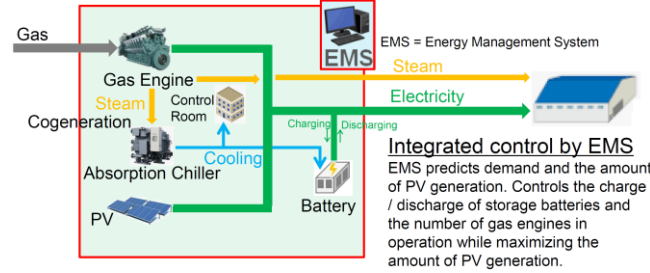 Gas
EMS
EMS = Energy Management System
Gas Engine
Steam
Steam
Control
Room
Electricity
Cogeneration
Charging
Discharging
Absorption Chiller
Cooling
Battery
PV
Integrated control by EMS
EMS predicts demand and the amount
of PV generation. Controls the charge
/ discharge of storage batteries and
the number of gas engines in
operation while maximizing the
amount of PV generation.